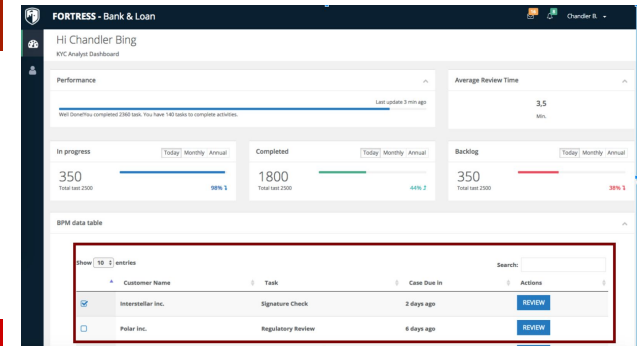 FORTRESS - Bank & Loan
Chandler B.
Hi Chandler Bing
KYC Analyst Dashboard
Performance
Last update 3 min ago
Well Done!You completed 2360 task. You have 140 tasks to complete activities.
Average Review Time
3,5
Min.
In progress Today Monthly Annual
350
Total tast 2500 98%
Completed Today Monthly Annual
1800
Total tast 2500 44%
Backlog Today Monthly Annual
350
Total tast 2500 38%
BPM data table
Show 10 entries Search:
Customer Name Task Case Due in Actions
Interstellar inc. Signature Check 2 days ago REVIEW
Polar inc. Regulatory Review 6 days ago REVIEW